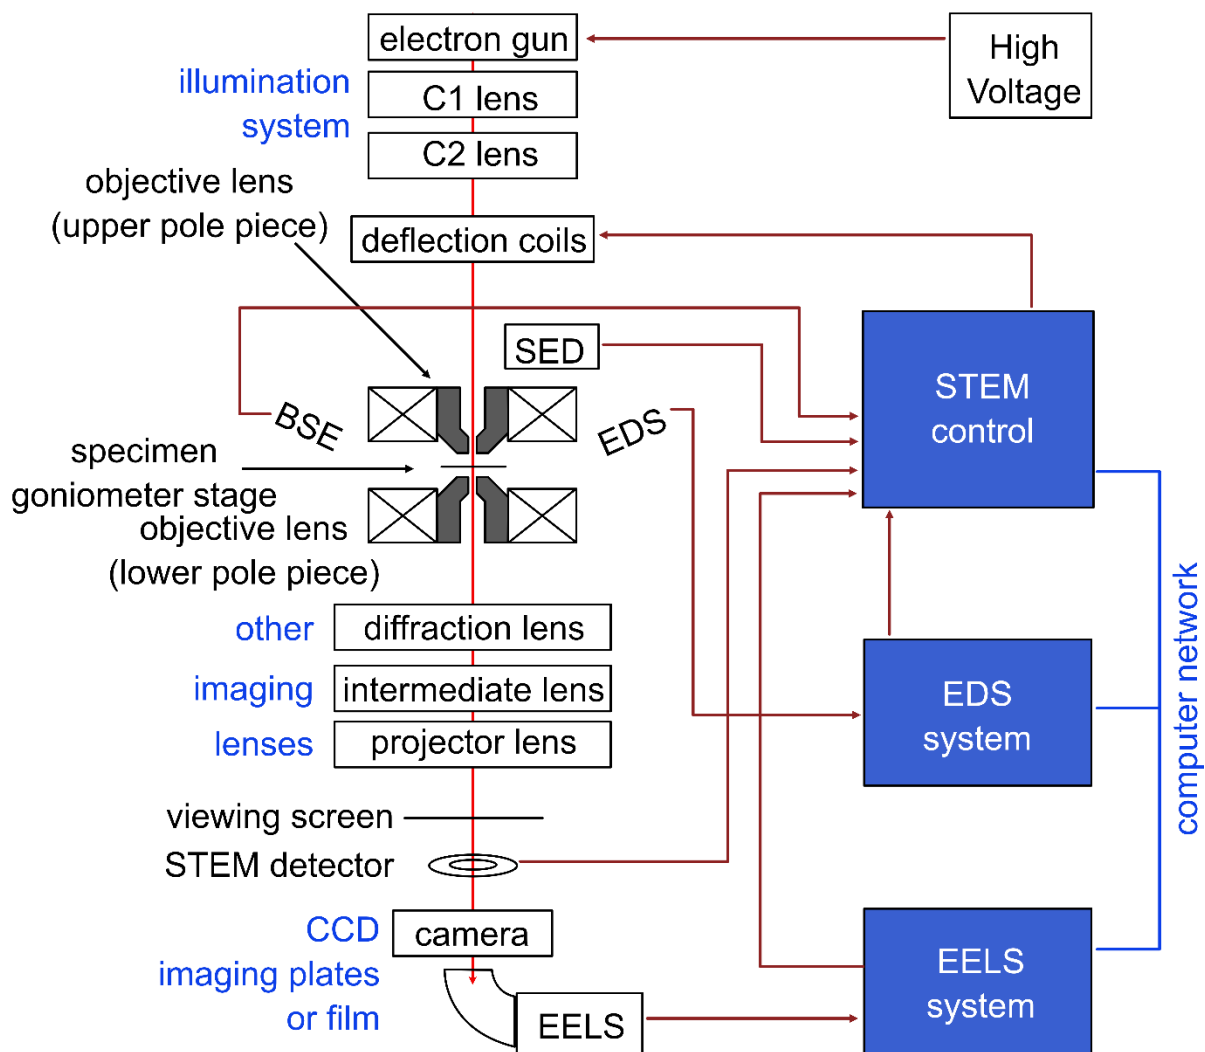 electron gun
High
Voltage
illumination
system
C1 lens
C2 lens
objective lens
(upper pole piece)
deflection coils
SED
STEM
control
BSE
EDS
specimen
goniometer stage
objective lens
(lower pole piece)
other
diffraction lens
imaging
intermediate lens
lenses
projector lens
EDS
system
computer network
viewing screen
STEM detector
CCD
imaging plates
or film
camera
EELS
EELS
system